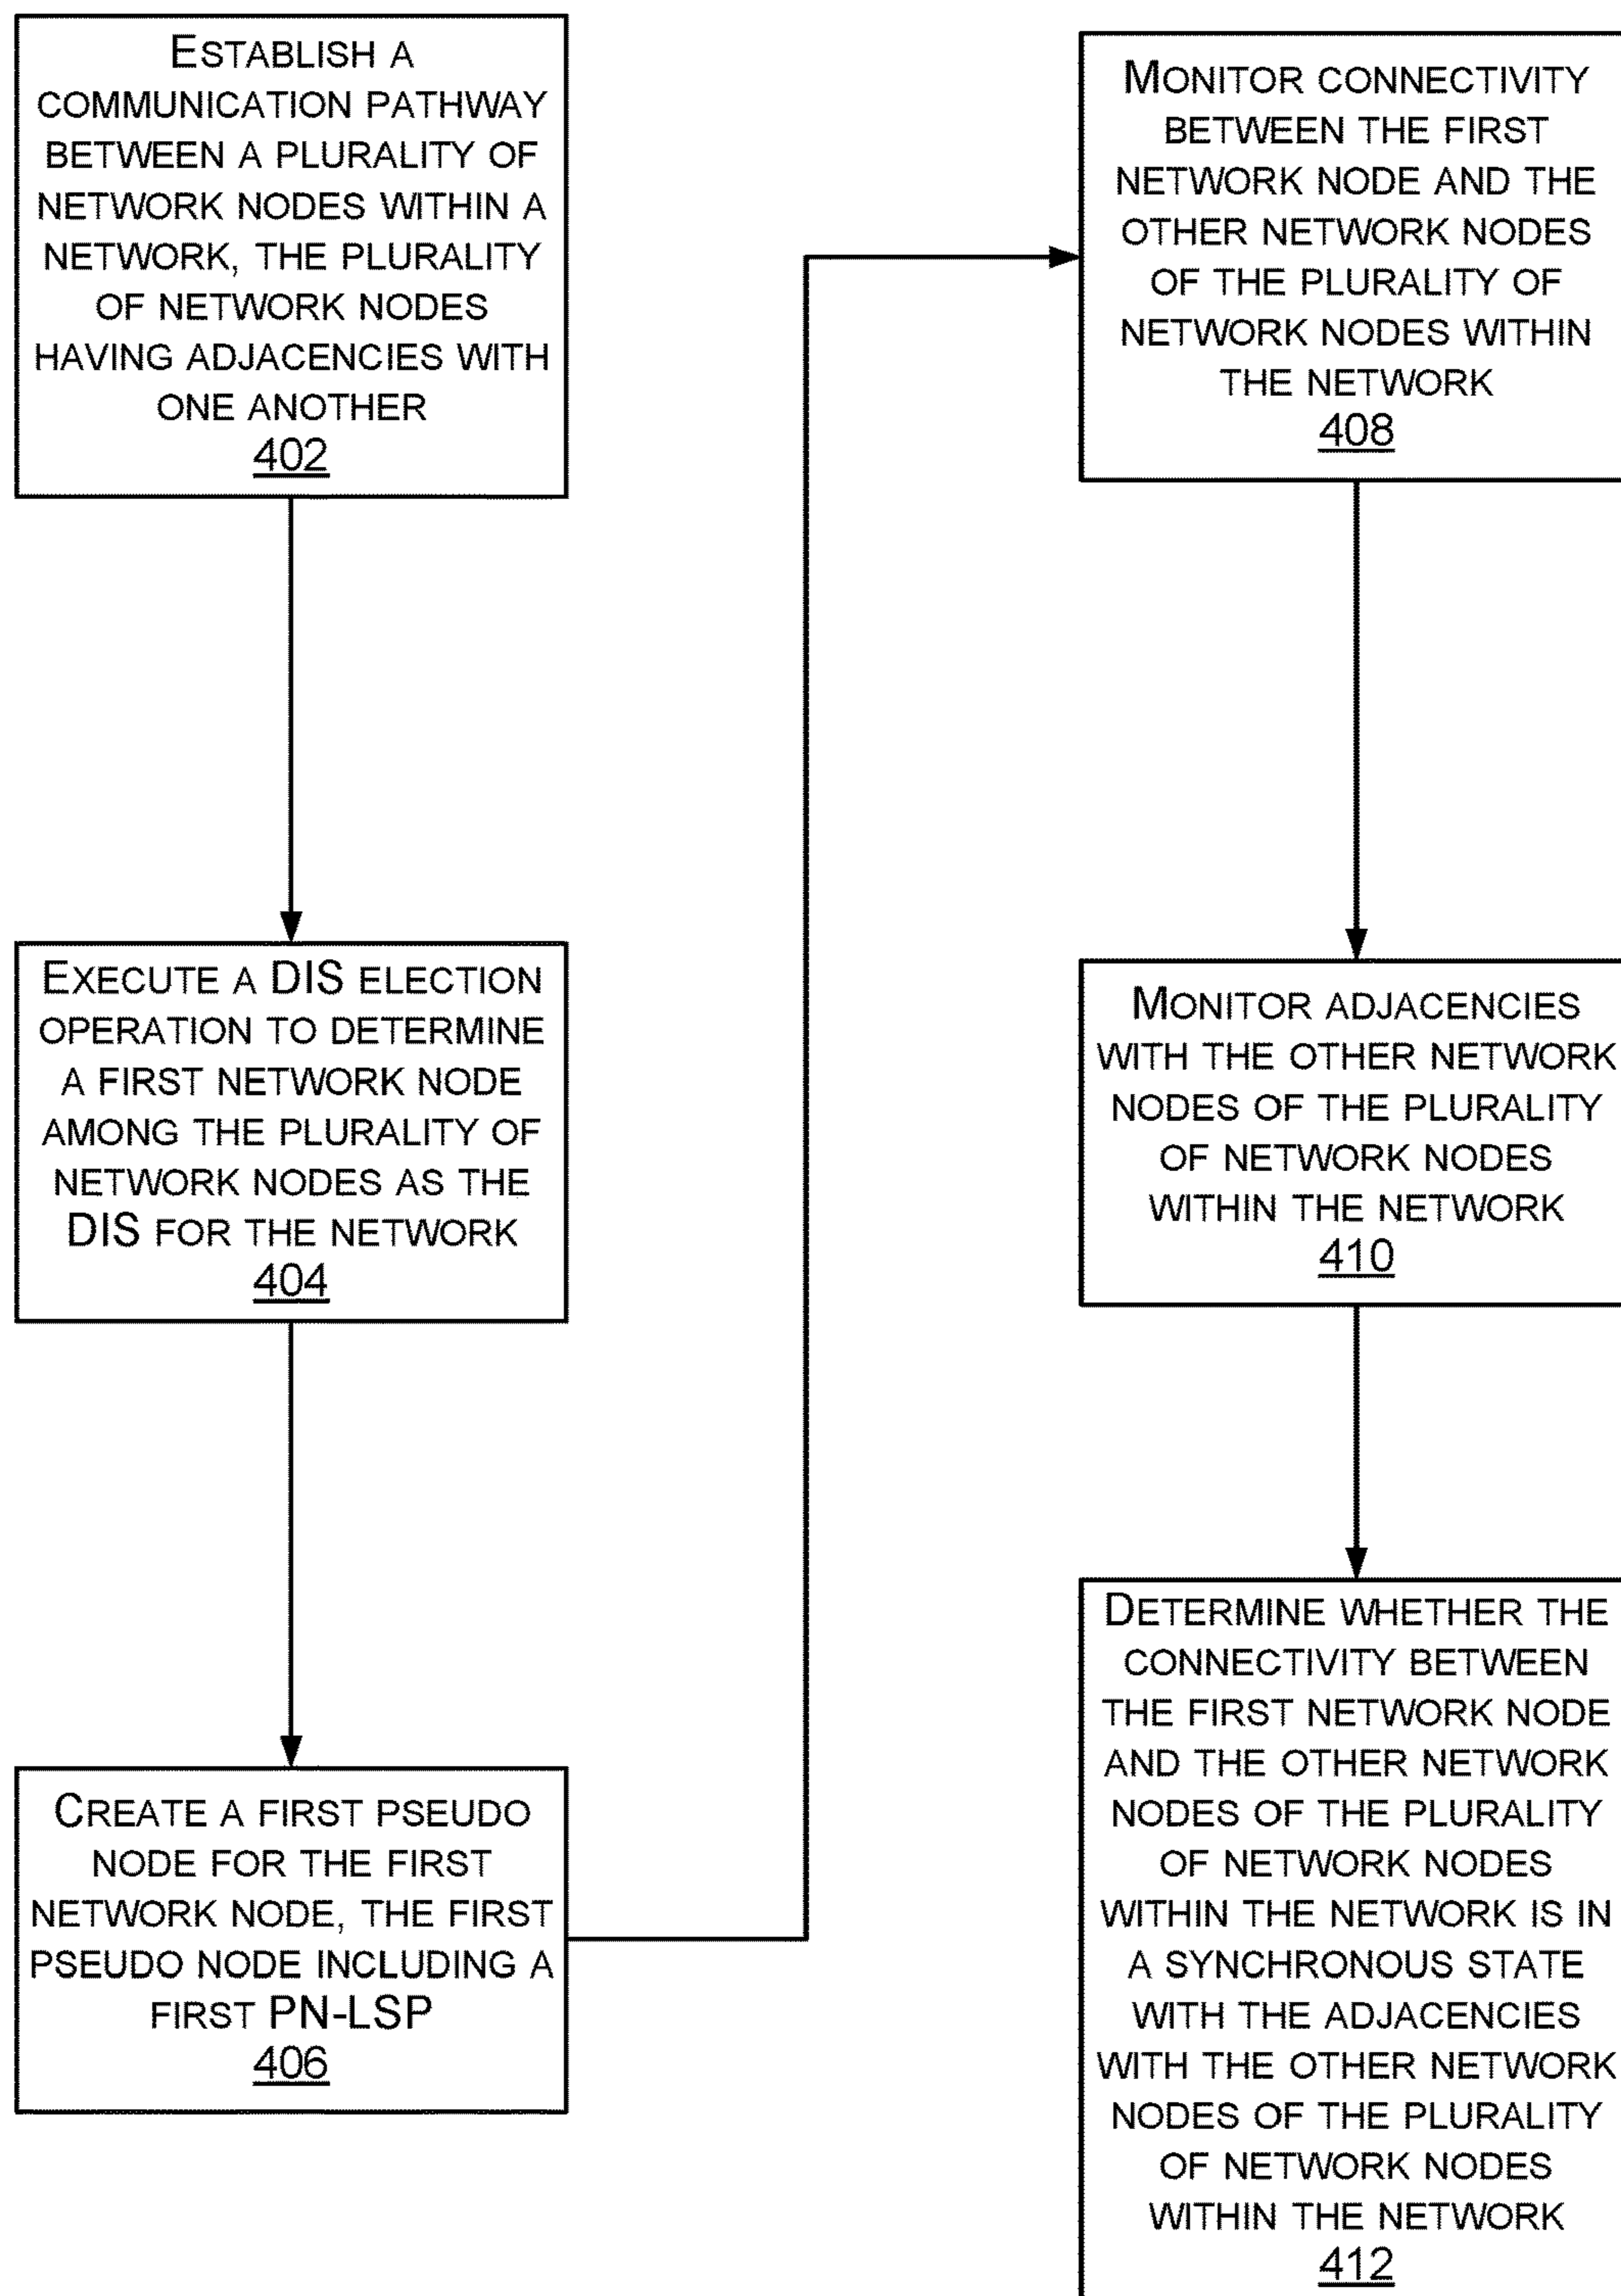 ESTABLISH A
COMMUNICATION PATHWAY
BETWEEN A PLURALITY OF
NETWORK NODES WITHIN A
NETWORK, THE PLURALITY
OF NETWORK NODES
HAVING ADJACENCIES WITH
ONE ANOTHER
402
EXECUTE A DIS ELECTION
OPERATION TO DETERMINE
A FIRST NETWORK NODE
AMONG THE PLURALITY OF
NETWORK NODES AS THE
DIS FOR THE NETWORK
404
CREATE A FIRST PSEUDO
NODE FOR THE FIRST
NETWORK NODE, THE FIRST
PSEUDO NODE INCLUDING A
FIRST PN-LSP
406
MONITOR CONNECTIVITY
BETWEEN THE FIRST
NETWORK NODE AND THE
OTHER NETWORK NODES
OF THE PLURALITY OF
NETWORK NODES WITHIN
THE NETWORK
408
MONITOR ADJACENCIES
WITH THE OTHER NETWORK
NODES OF THE PLURALITY
OF NETWORK NODES
WITHIN THE NETWORK
410
DETERMINE WHETHER THE
CONNECTIVITY BETWEEN
THE FIRST NETWORK NODE
AND THE OTHER NETWORK
NODES OF THE PLURALITY
OF NETWORK NODES
WITHIN THE NETWORK IS IN
A SYNCHRONOUS STATE
WITH THE ADJACENCIES
WITH THE OTHER NETWORK
NODES OF THE PLURALITY
OF NETWORK NODES
WITHIN THE NETWORK
412